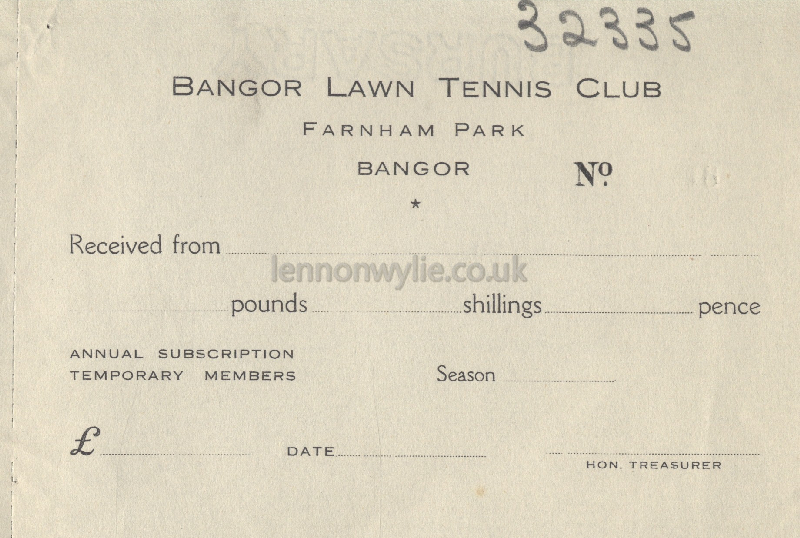 32335
BANGOR LAWN TENNIS CLUB
FARNHAM PARK
BANGOR Nº.
*
Received from
lennonwylie.co.uk
pounds shillings pence
ANNUAL SUBSCRIPTION
TEMPORARY MEMBERS Season
£ DATE
HON. TREASURER